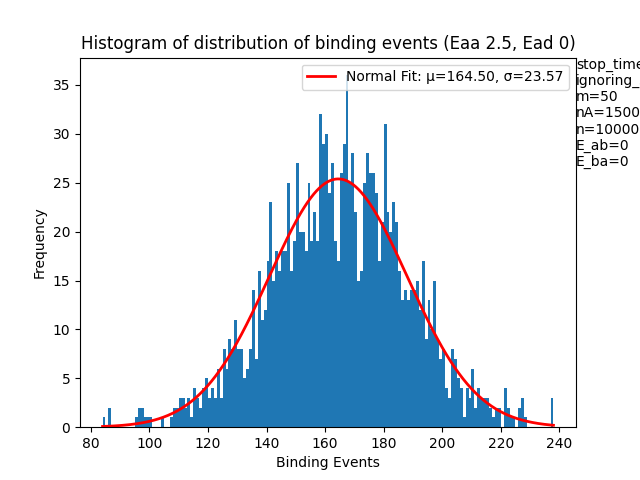 Histogram of distribution of binding events (Eaa 2.5, Ead 0)
Normal Fit: μ=164.50, σ=23.57
stop_time
ignoring_
m=50
nA=1500
n=10000
E_ab=0
E_ba=0
Frequency
35
30
25
20
15
10
5
0
80 100 120 140 160 180 200 220 240
Binding Events